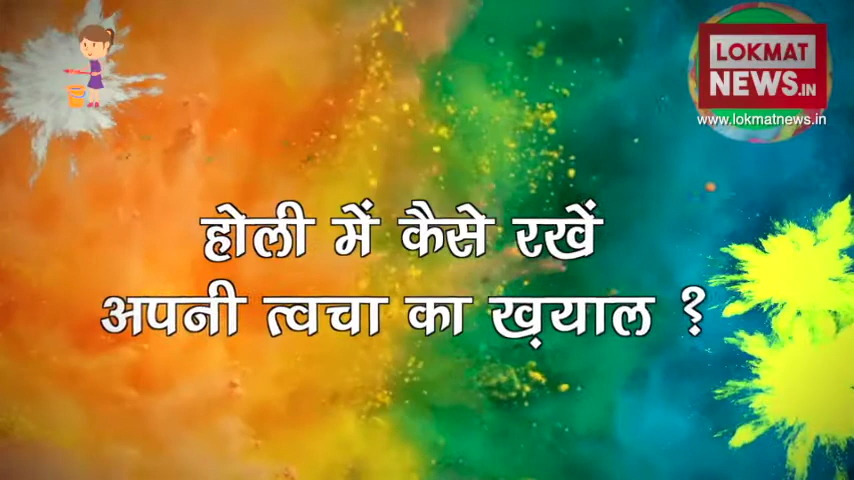 LOKMAT
NEWS.IN
www.lokmatnews.in
होली में कैसे रखें
अपनी त्वचा का ख़याल ?